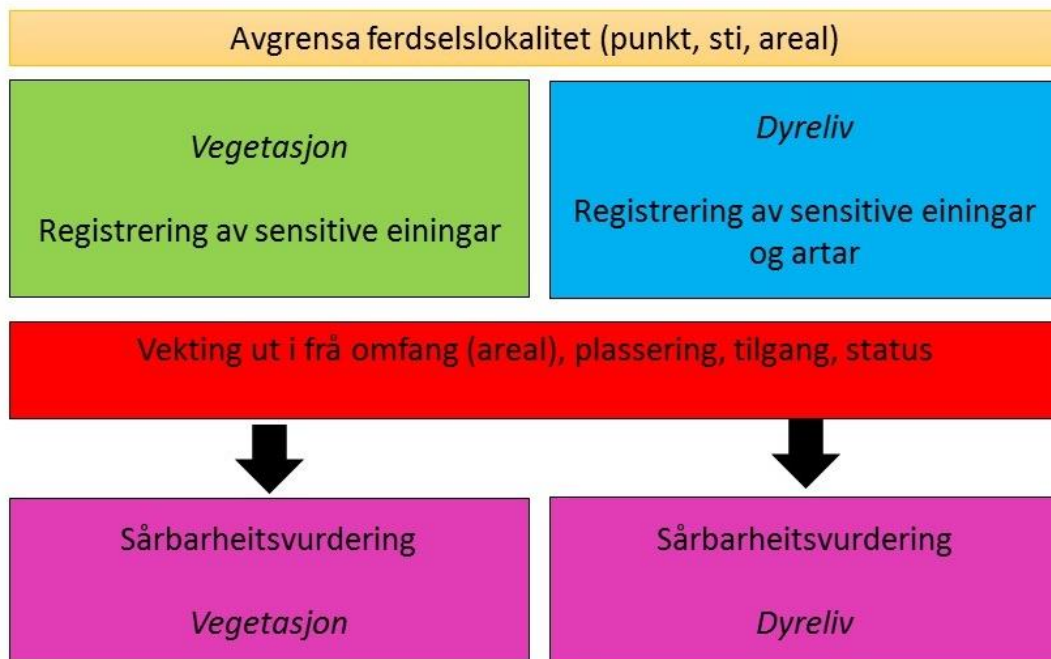 Avgrensa ferdselslokalitet (punkt, sti, areal)
Vegetasjon
Registrering av sensitive einingar
Dyreliv
Registrering av sensitive einingar
og artar
Vekting ut i frå omfang (areal), plassering, tilgang, status
Sårbarheitsvurdering
Vegetasjon
Sårbarheitsvurdering
Dyreliv